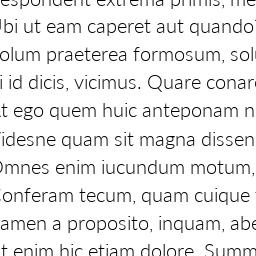 espondent extrema primis, me
Ubi ut eam caperet aut quando?
olum praeterea formosum, solu
i id dicis, vicimus. Quare conare
t ego quem huic anteponam n
Videsne quam sit magna dissen
Omnes enim iucundum motum,
Conferam tecum, quam cuique
amen a proposito, inquam, abe
t enim hic etiam dolore. Summ